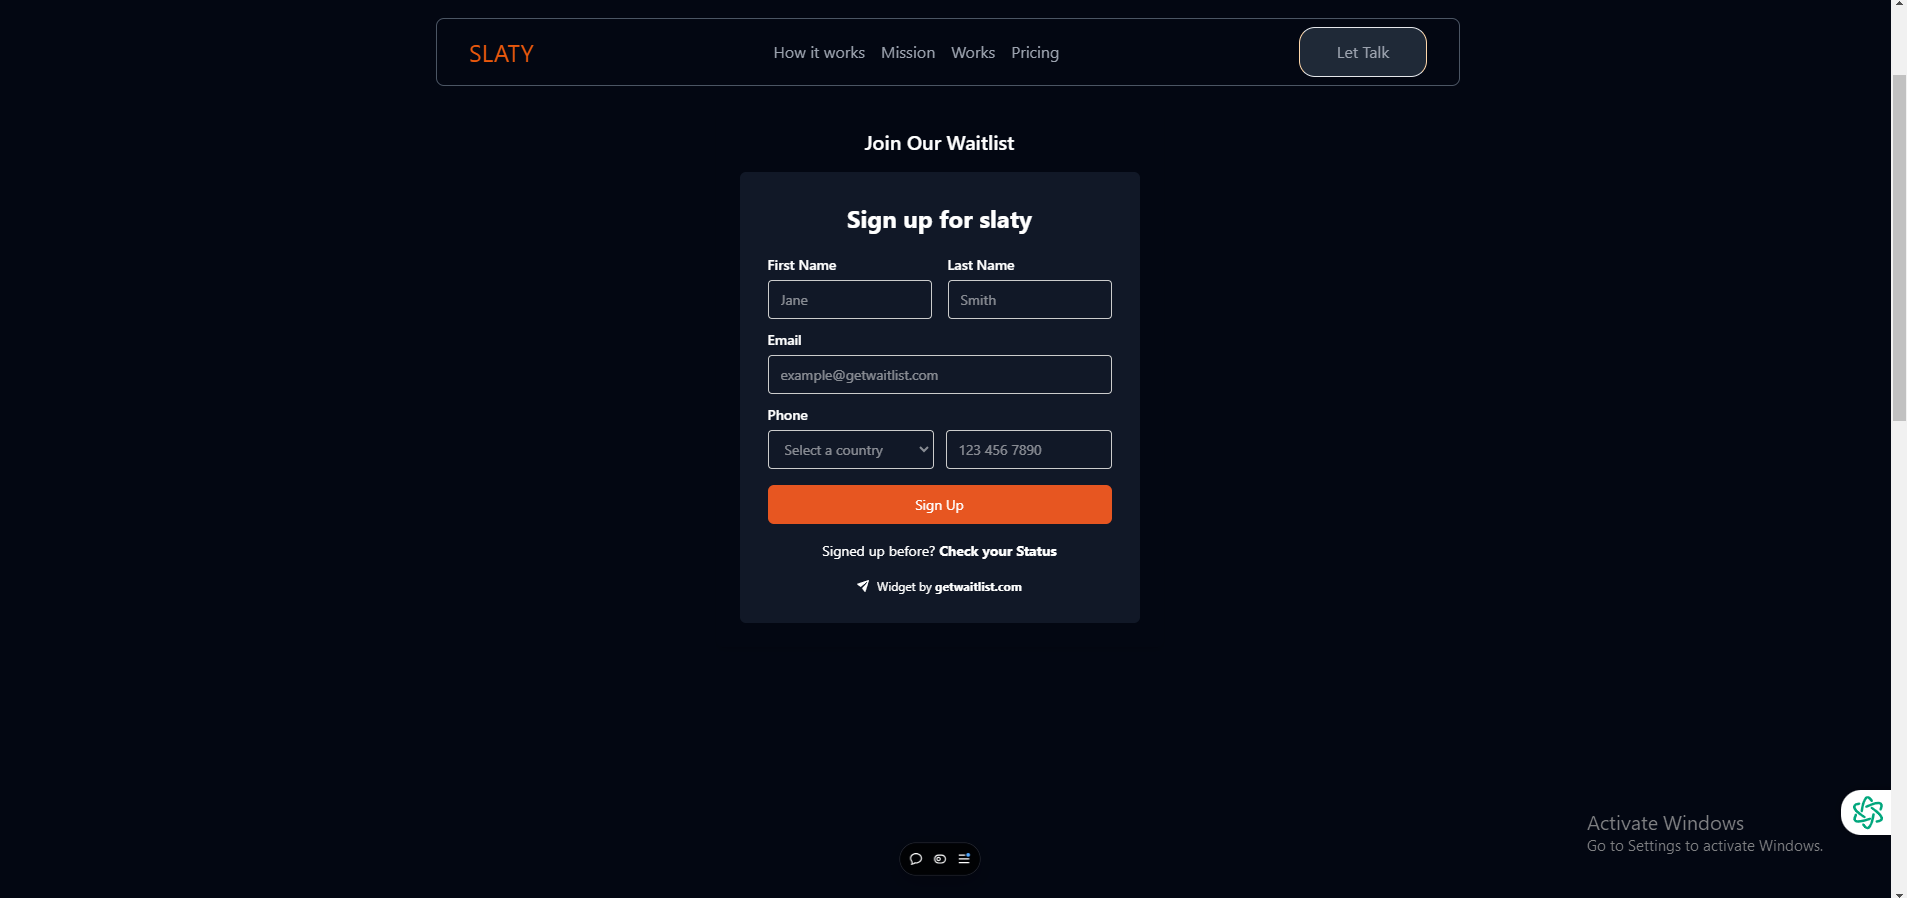 SLATY
How it works Mission Works Pricing
Let Talk
Join Our Waitlist
Sign up for slaty
First Name Last Name
Jane Smith
Email
example@getwaitlist.com
Phone
Select a country 123 456 7890
Sign Up
Signed up before? Check your Status
Widget by getwaitlist.com
Activate Windows
Go to Settings to activate Windows.